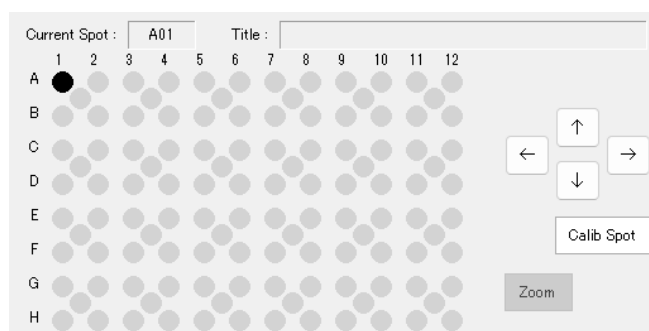 Current Spot : A01 Title :
1 2 3 4 5 6 7 8 9 10 11 12
A
B
C
D
E
F
G
H
↑
← →
↓
Calib Spot
Zoom